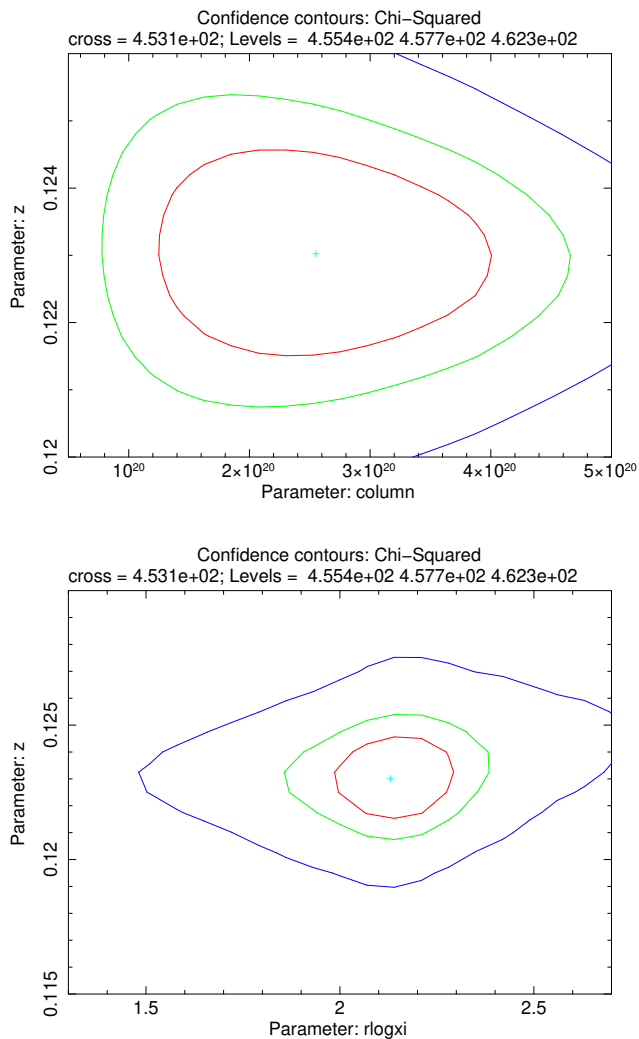 Confidence contours: Chi−Squared
cross = 4.531e+02; Levels =  4.554e+02 4.577e+02 4.623e+02
0.124
0.122
0.12
Parameter: z
10²⁰
2×10²⁰
3×10²⁰
4×10²⁰
5×10²⁰
Parameter: column
Confidence contours: Chi−Squared
cross = 4.531e+02; Levels =  4.554e+02 4.577e+02 4.623e+02
0.125
0.12
0.115
Parameter: z
1.5
2
2.5
Parameter: rlogxi